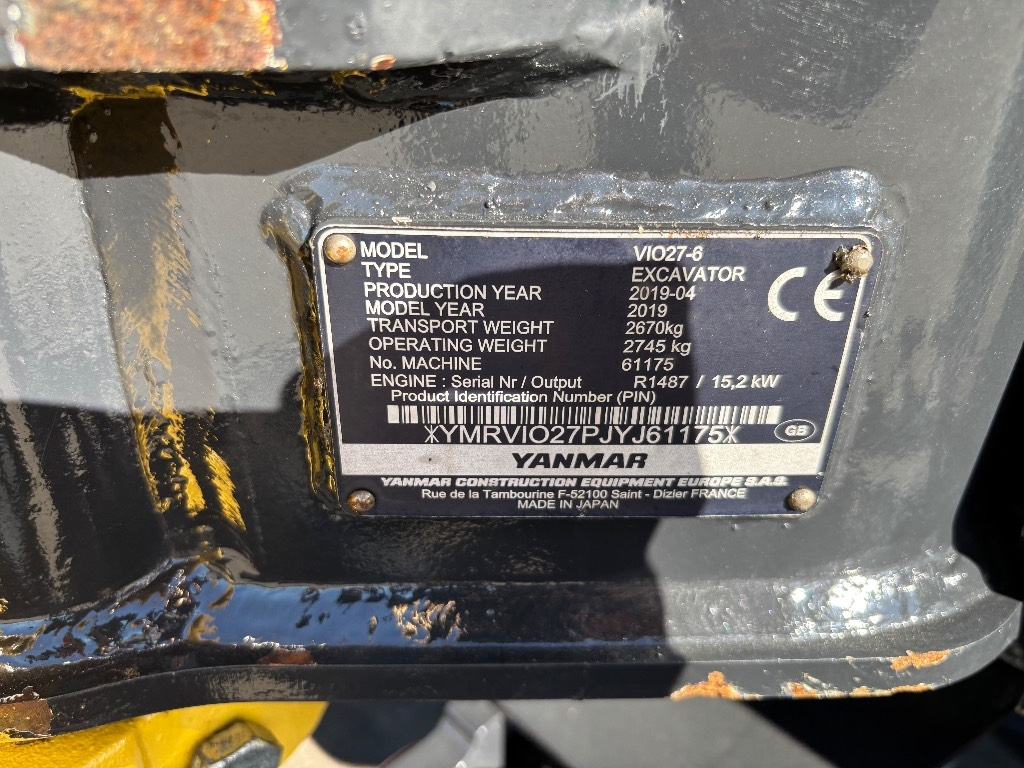 MODEL VIO27-6
TYPE EXCAVATOR
PRODUCTION YEAR 2019-04
MODEL YEAR 2019
TRANSPORT WEIGHT 2670kg
OPERATING WEIGHT 2745 kg
No. MACHINE 61175
ENGINE : Serial Nr / Output R1487 / 15,2 kW
Product Identification Number (PIN)
XYMRVIO27PJYJ61175X
GB
YANMAR
YANMAR CONSTRUCTION EQUIPMENT EUROPE S.A.S.
Rue de la Tambourine F-52100 Saint - Dizier FRANCE
MADE IN JAPAN
CE